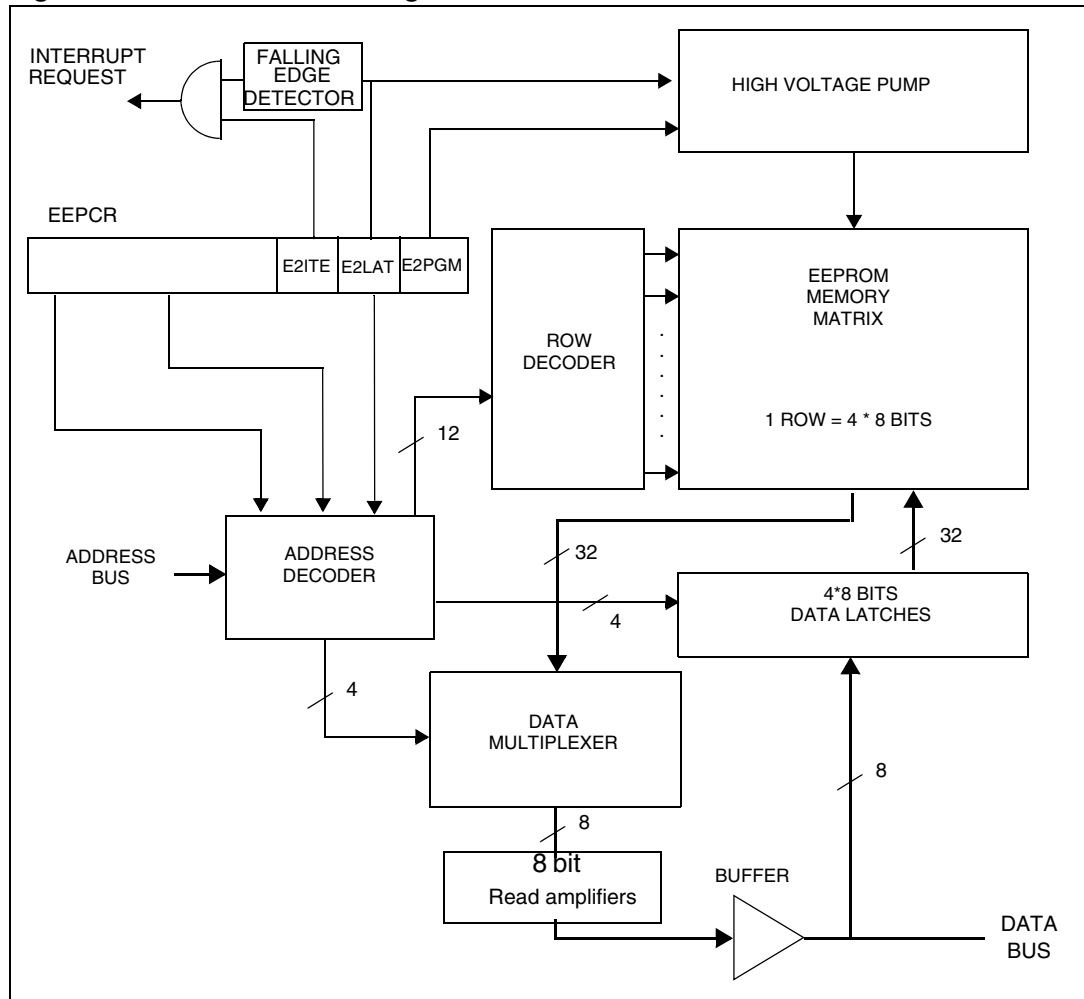 INTERRUPT
REQUEST
FALLING
EDGE
DETECTOR
HIGH VOLTAGE PUMP
EEPCR
E2ITE
E2LAT
E2PGM
ROW
DECODER
EEPROM
MEMORY
MATRIX
1 ROW = 4 * 8 BITS
12
ADDRESS
BUS
ADDRESS
DECODER
32
32
4
4*8 BITS
DATA LATCHES
4
DATA
MULTIPLEXER
8
8
8 bit
Read amplifiers
BUFFER
DATA
BUS